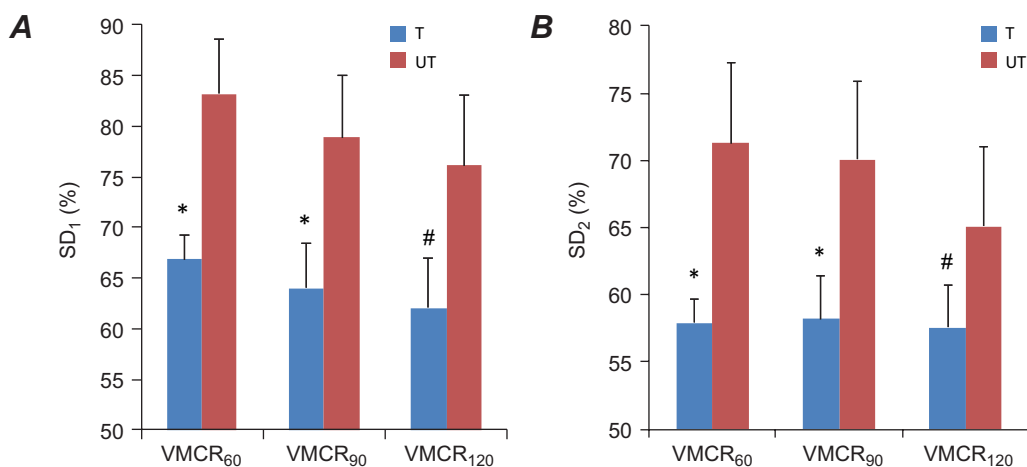 A
SD₁ (%)
90
85
80
75
70
65
60
55
50
T
UT
*
*
#
VMCR₆₀
VMCR₉₀
VMCR₁₂₀
B
SD₂ (%)
80
75
70
65
60
55
50
T
UT
*
*
#
VMCR₆₀
VMCR₉₀
VMCR₁₂₀